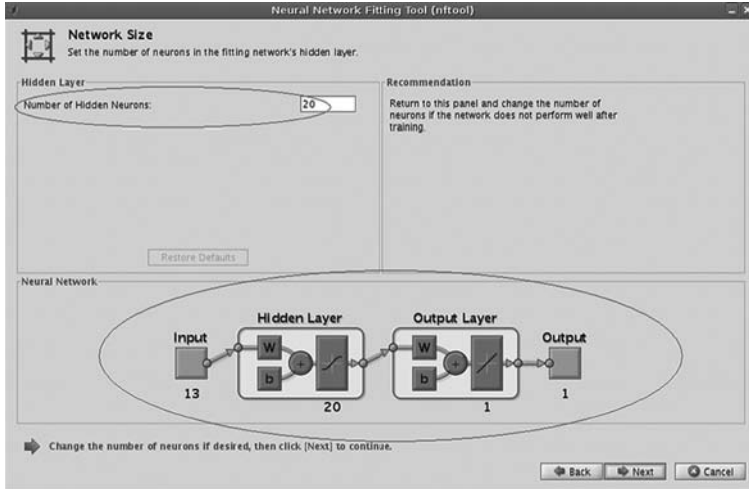 Neural Network Fitting Tool (nftool)
Network Size
Set the number of neurons in the fitting network's hidden layer.
Hidden Layer
Number of Hidden Neurons:
20
Restore Defaults
Recommendation
Return to this panel and change the number of
neurons if the network does not perform well after
training.
Neural Network
Hidden Layer
Output Layer
Input
Output
W
b
+
W
b
+
13
20
1
1
Change the number of neurons if desired, then click [Next] to continue.
Back
Next
Cancel